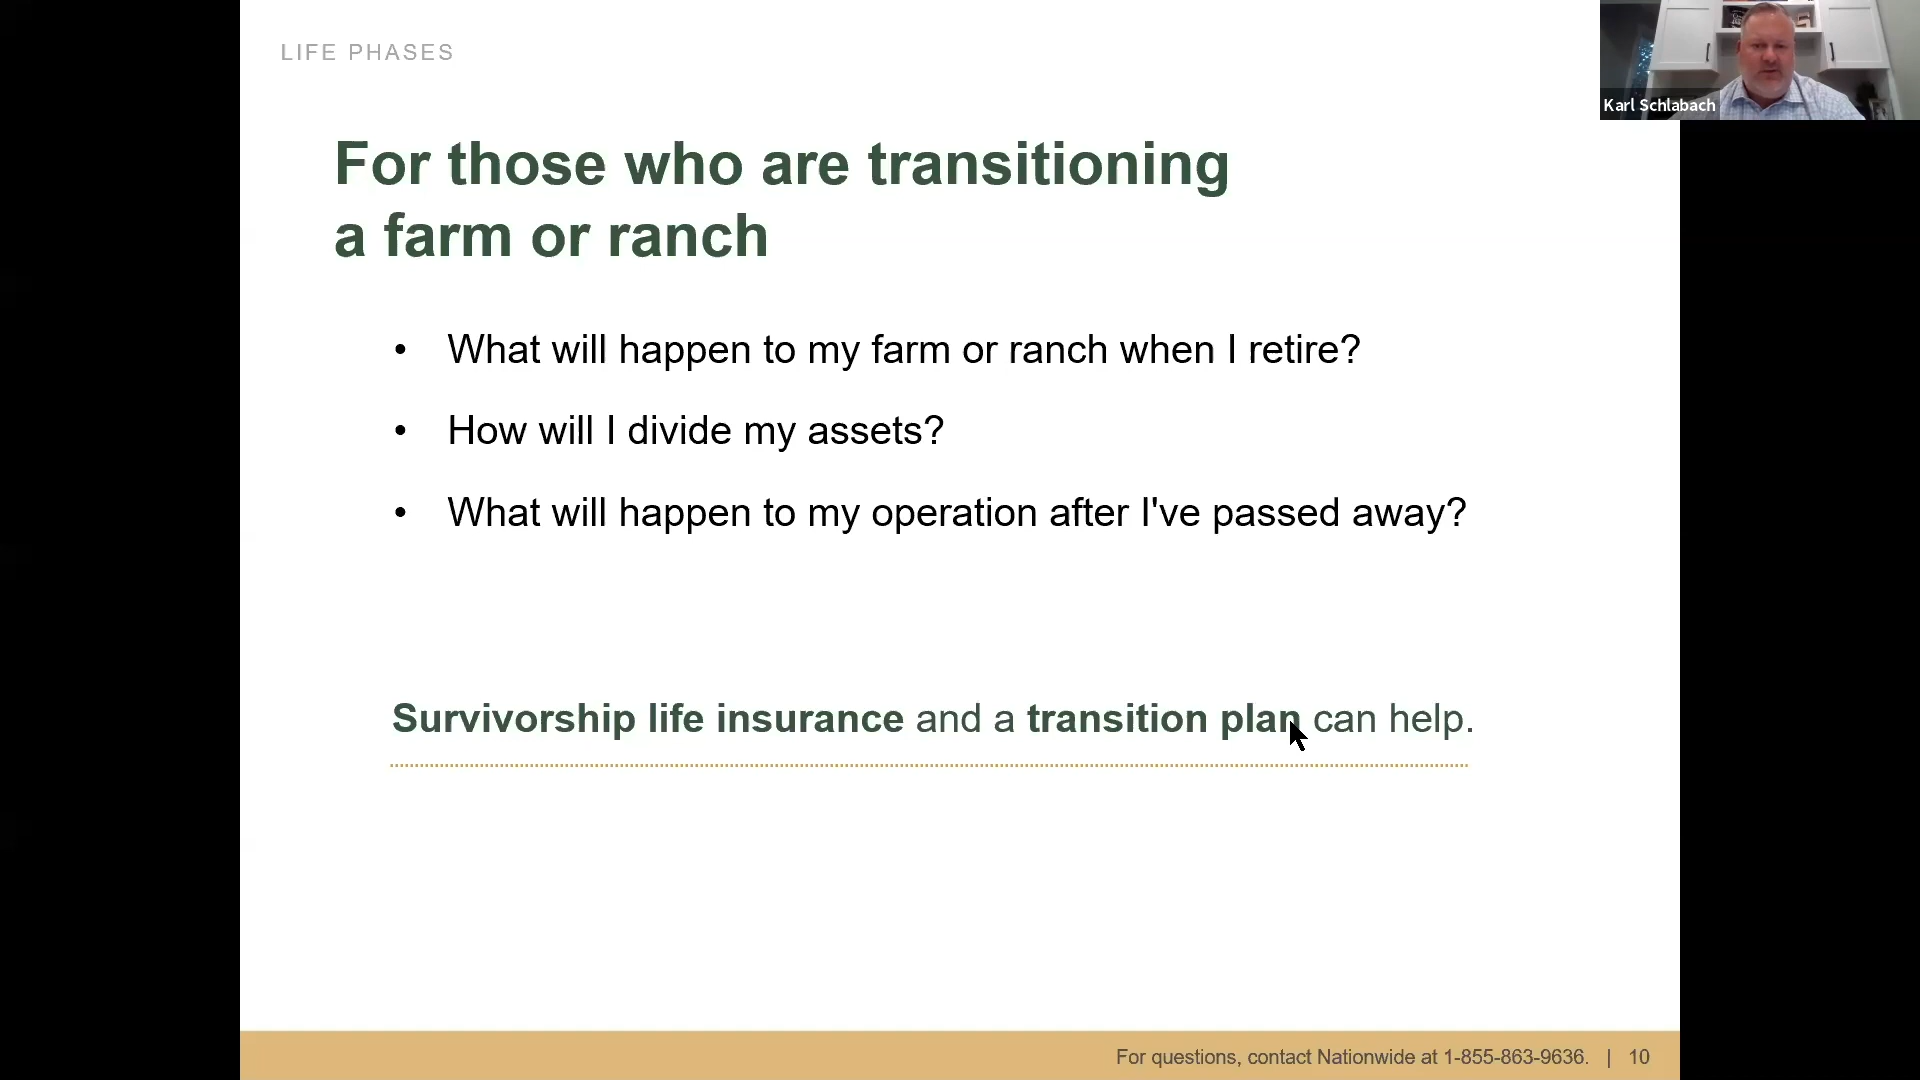 LIFE PHASES
Karl Schlabach
For those who are transitioning
a farm or ranch
• What will happen to my farm or ranch when I retire?
• How will I divide my assets?
• What will happen to my operation after I've passed away?
Survivorship life insurance and a transition plan can help.
For questions, contact Nationwide at 1-855-863-9636. | 10